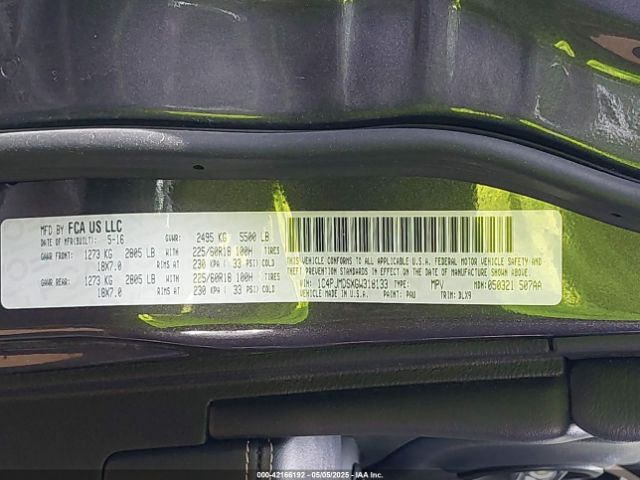 MFD BY FCA US LLC
DATE OF MFR(BUILT): 5-16 GVWR: 2495 KG 5500 LB
GAWR FRONT: 1273 KG 2805 LB WITH 225/60R18 100H TIRES
18X7.0 RIMS AT 230 KPA ( 33 PSI) COLD
GAWR REAR: 1273 KG 2805 LB WITH 225/60R18 100H TIRES
18X7.0 RIMS AT 230 KPA ( 33 PSI) COLD
THIS VEHICLE CONFORMS TO ALL APPLICABLE U.S.A. FEDERAL MOTOR VEHICLE SAFETY AND
THEFT PREVENTION STANDARDS IN EFFECT ON THE DATE OF MANUFACTURE SHOWN ABOVE.
VIN: 1C4PJMDSXGW310133 TYPE: MPV MDH: 050321 507AA
VEHICLE MADE IN U.S.A. PAINT: PAU TRIM: DLX9
000-42166192 - 05/05/2025 - IAAI.COM